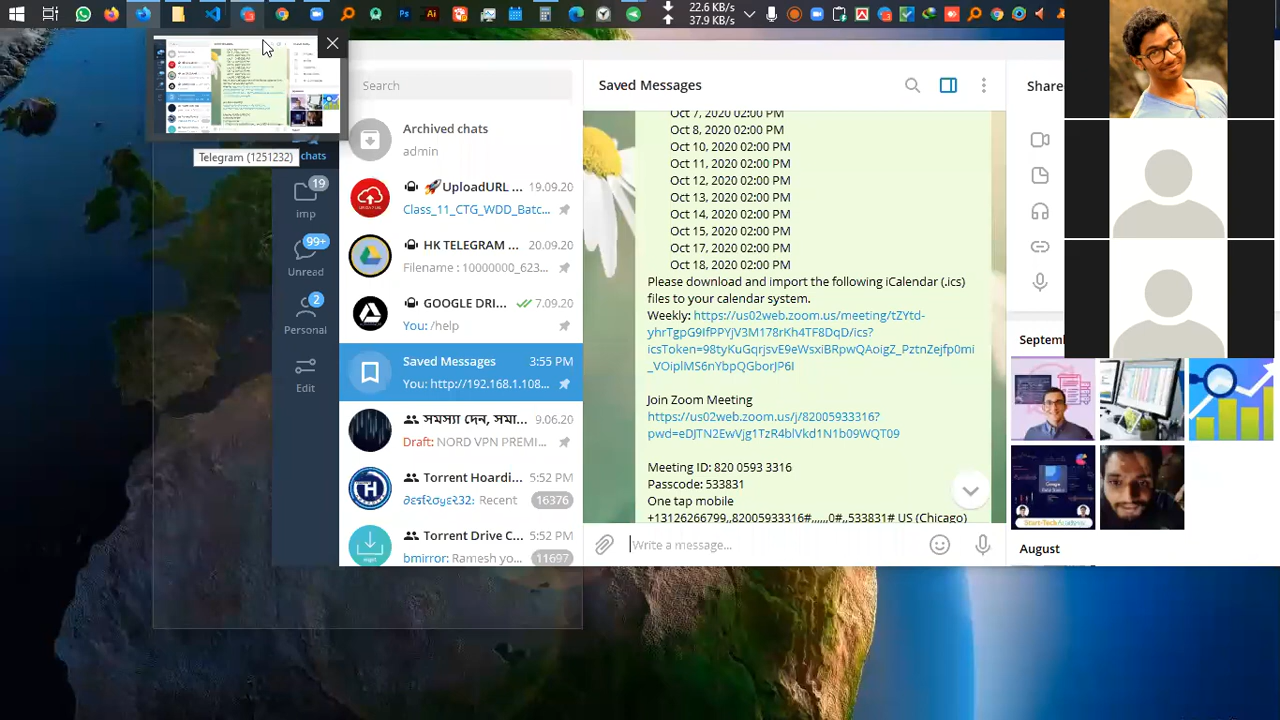 0.37 KB/s
37.02 KB/s
Telegram (1251232)
chats
19
imp
99+
Unread
2
Personal
Edit
Search
Archived chats
admin
🚀UploadURL ...
19.09.20
Class_11_CTG_WDD_Batc...
HK TELEGRAM ...
20.09.20
Filename : 10000000_623...
GOOGLE DRI...
7.09.20
You: /help
Saved Messages
3:55 PM
You: http://192.168.1.108...
সমস্যা দেন, সমা...
9.06.20
Draft: NORD VPN PREMI...
Torrent Hoardi...
5:52 PM
Recent
16376
Torrent Drive C...
5:52 PM
bmirror: Ramesh yo...
11697
Saved Messages
Oct 8, 2020 02:00 PM
Oct 10, 2020 02:00 PM
Oct 11, 2020 02:00 PM
Oct 12, 2020 02:00 PM
Oct 13, 2020 02:00 PM
Oct 14, 2020 02:00 PM
Oct 15, 2020 02:00 PM
Oct 17, 2020 02:00 PM
Oct 18, 2020 02:00 PM
Please download and import the following iCalendar (.ics)
files to your calendar system.
Weekly: https://us02web.zoom.us/meeting/tZYtd-
yhrTgpG9IfPPYjV3M178rKh4TF8DqD/ics?
icsToken=98tyKuGqrjsvE9eWsxiBRpwQAoigZ_PztnZejfp0mi
_VOiplMS6nYbpQGborJP6I
Join Zoom Meeting
https://us02web.zoom.us/j/82005933316?
pwd=eDJTN2EwVjg1TzR4blVkd1N1b09WQT09
Meeting ID: 820 0593 3316
Passcode: 533831
One tap mobile
+13126266799,,82005933316#,,,,,,0#,,533831# US (Chicago)
Write a message...
Share
Septem
Start-Tech Academy
August